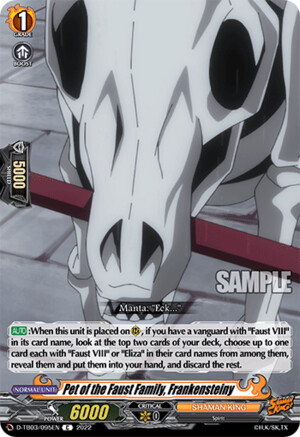 1
GRADE
BOOST
5000
SHIELD
SAMPLE
Manta: "Eek..."
AUTO:When this unit is placed on R, if you have a vanguard with "Faust VIII"
in its card name, look at the top two cards of your deck, choose up to one
card each with "Faust VIII" or "Eliza" in their card names from among them,
reveal them and put them into your hand, and discard the rest.
NORMAL UNIT
Pet of the Faust Family, Frankensteiny
POWER 6000
CRITICAL
0
SHAMAN KING
Spirit
SHAMAN KING
D-TB03/095EN C 2022
©H.K./SK,TX